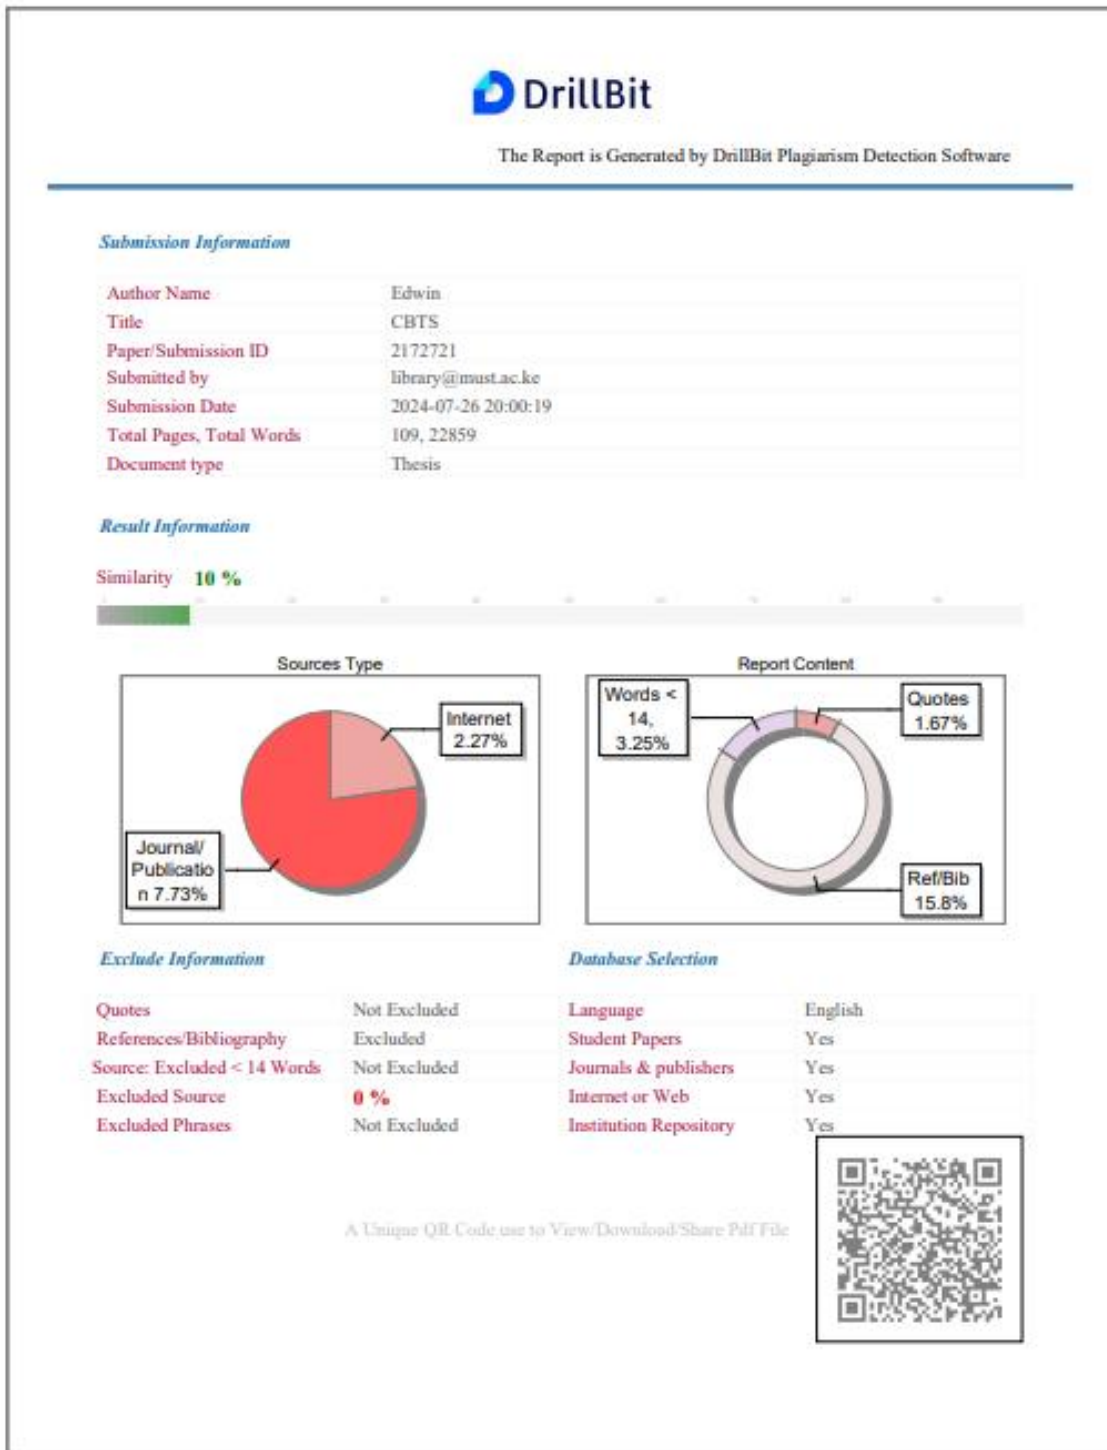 DrillBit
The Report is Generated by DrillBit Plagiarism Detection Software
Submission Information
Author Name Edwin
Title CBTS
Paper/Submission ID 2172721
Submitted by library@must.ac.ke
Submission Date 2024-07-26 20:00:19
Total Pages, Total Words 109, 22859
Document type Thesis
Result Information
Similarity 10 %
Sources Type
Internet
2.27%
Journal/
Publicatio
n 7.73%
Report Content
Words <
14,
3.25%
Quotes
1.67%
Ref/Bib
15.8%
Exclude Information
Quotes Not Excluded
References/Bibliography Excluded
Source: Excluded < 14 Words Not Excluded
Excluded Source 0 %
Excluded Phrases Not Excluded
Database Selection
Language English
Student Papers Yes
Journals & publishers Yes
Internet or Web Yes
Institution Repository Yes
A Unique QR Code use to View/Download/Share Pdf File